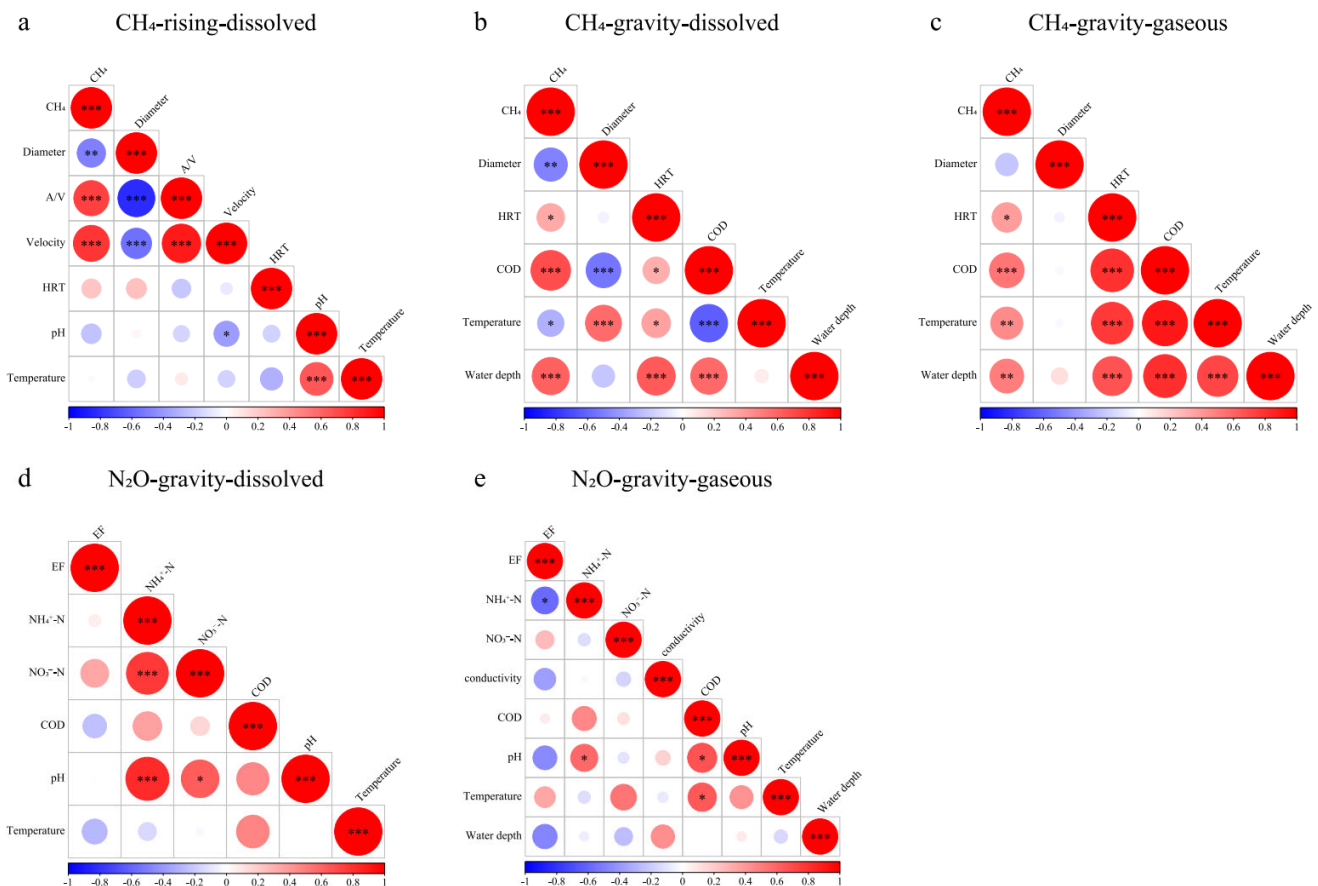 a CH₄-rising-dissolved
CH₄
CH₄ ***
Diameter
Diameter ** ***
A/V
A/V *** *** ***
Velocity
Velocity *** *** *** ***
HRT
HRT ***
pH
pH * ***
Temperature
Temperature *** ***
-1 -0.8 -0.6 -0.4 -0.2 0 0.2 0.4 0.6 0.8 1
b CH₄-gravity-dissolved
CH₄
CH₄ ***
Diameter
Diameter ** ***
HRT
HRT * ***
COD
COD *** *** * ***
Temperature
Temperature * *** * *** ***
Water depth
Water depth *** *** *** ***
-1 -0.8 -0.6 -0.4 -0.2 0 0.2 0.4 0.6 0.8 1
c CH₄-gravity-gaseous
CH₄
CH₄ ***
Diameter
Diameter ***
HRT
HRT * ***
COD
COD *** *** ***
Temperature
Temperature ** *** *** ***
Water depth
Water depth ** *** *** *** ***
-1 -0.8 -0.6 -0.4 -0.2 0 0.2 0.4 0.6 0.8 1
d N₂O-gravity-dissolved
EF
EF ***
NH₄⁺-N
NH₄⁺-N ***
NO₃⁻-N
NO₃⁻-N *** ***
COD
COD ***
pH
pH *** * ***
Temperature
Temperature ***
-1 -0.8 -0.6 -0.4 -0.2 0 0.2 0.4 0.6 0.8 1
e N₂O-gravity-gaseous
EF
EF ***
NH₄⁺-N
NH₄⁺-N * ***
NO₃⁻-N
NO₃⁻-N ***
conductivity
conductivity ***
COD
COD ***
pH
pH * * ***
Temperature
Temperature * ***
Water depth
Water depth ***
-1 -0.8 -0.6 -0.4 -0.2 0 0.2 0.4 0.6 0.8 1